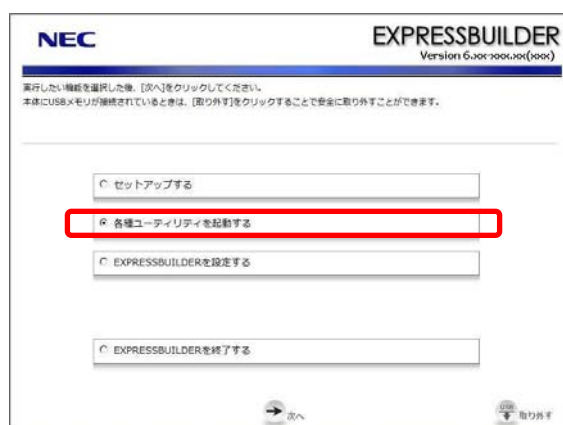 NEC
EXPRESSBUILDER
Version 6.xx-xxx.xx(xxx)
実行したい機能を選択した後、[次へ]をクリックしてください。
本体にUSBメモリが接続されているときは、[取り外す]をクリックすることで安全に取り外すことができます。
セットアップする
各種ユーティリティを起動する
EXPRESSBUILDERを設定する
EXPRESSBUILDERを終了する
次へ
USB
取り外す